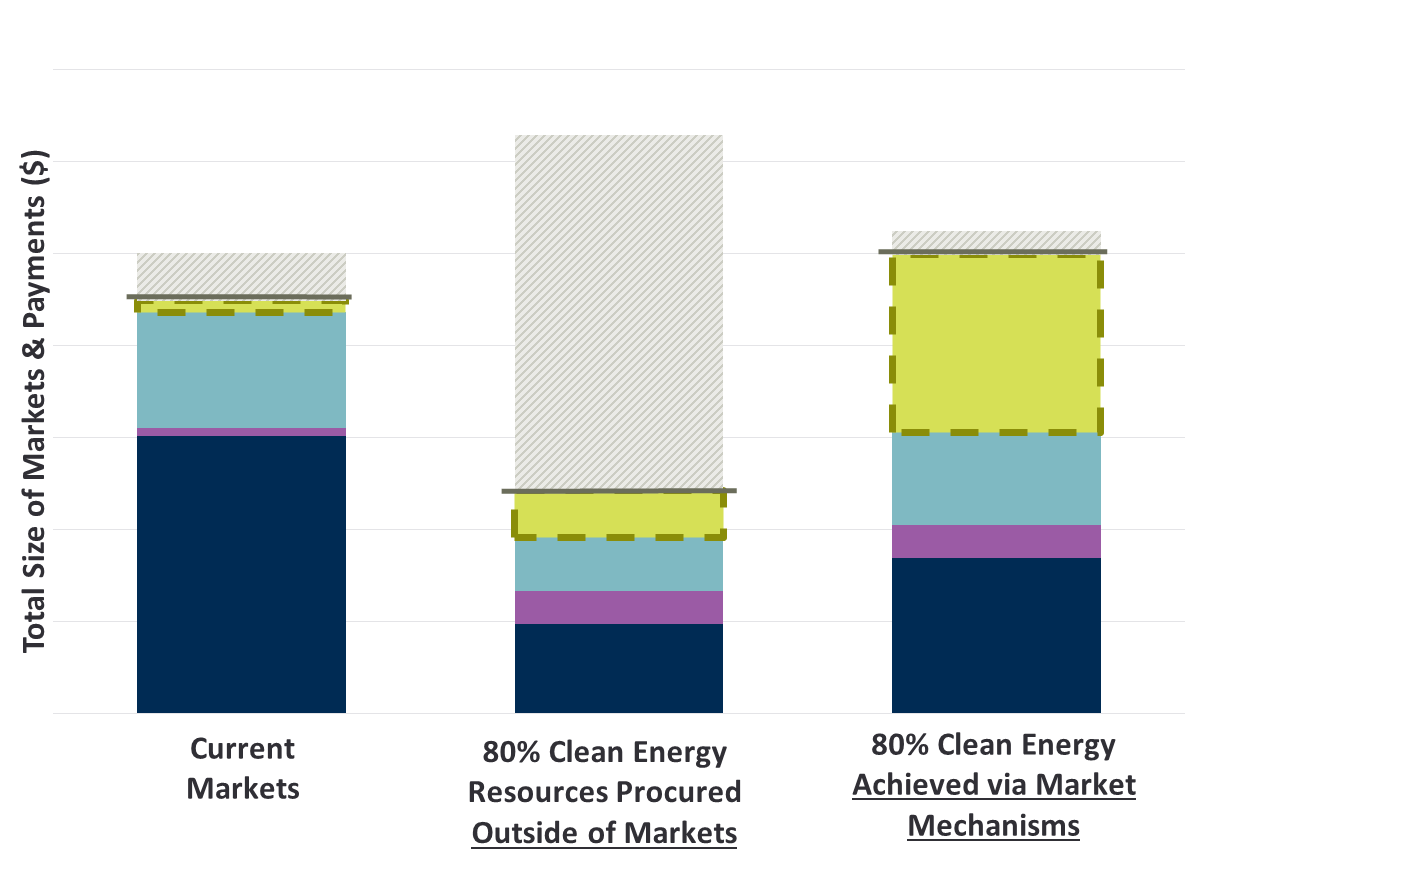 Total Size of Markets & Payments ($)
Current
Markets
80% Clean Energy
Resources Procured
Outside of Markets
80% Clean Energy
Achieved via Market
Mechanisms